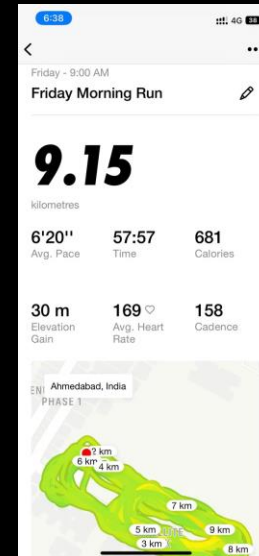 6:38
4G 38
Friday - 9:00 AM
Friday Morning Run
9.15
kilometres
6'20'' 57:57 681
Avg. Pace Time Calories
30 m 169 158
Elevation Gain Avg. Heart Rate Cadence
Ahmedabad, India
PHASE 1
6 km
4 km
7 km
5 km
9 km
3 km
8 km